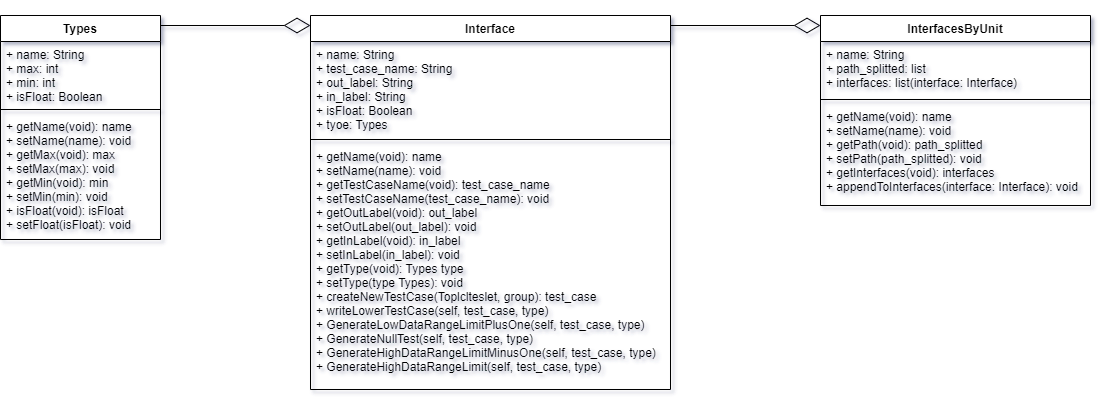 Types
+ name: String
+ max: int
+ min: int
+ isFloat: Boolean
+ getName(void): name
+ setName(name): void
+ getMax(void): max
+ setMax(max): void
+ getMin(void): min
+ setMin(min): void
+ isFloat(void): isFloat
+ setFloat(isFloat): void
Interface
+ name: String
+ test_case_name: String
+ out_label: String
+ in_label: String
+ isFloat: Boolean
+ tyoe: Types
+ getName(void): name
+ setName(name): void
+ getTestCaseName(void): test_case_name
+ setTestCaseName(test_case_name): void
+ getOutLabel(void): out_label
+ setOutLabel(out_label): void
+ getInLabel(void): in_label
+ setInLabel(in_label): void
+ getType(void): Types type
+ setType(type Types): void
+ createNewTestCase(TopIcIteslet, group): test_case
+ writeLowerTestCase(self, test_case, type)
+ GenerateLowDataRangeLimitPlusOne(self, test_case, type)
+ GenerateNullTest(self, test_case, type)
+ GenerateHighDataRangeLimitMinusOne(self, test_case, type)
+ GenerateHighDataRangeLimit(self, test_case, type)
InterfacesByUnit
+ name: String
+ path_splitted: list
+ interfaces: list(interface: Interface)
+ getName(void): name
+ setName(name): void
+ getPath(void): path_splitted
+ setPath(path_splitted): void
+ getInterfaces(void): interfaces
+ appendToInterfaces(interface: Interface): void